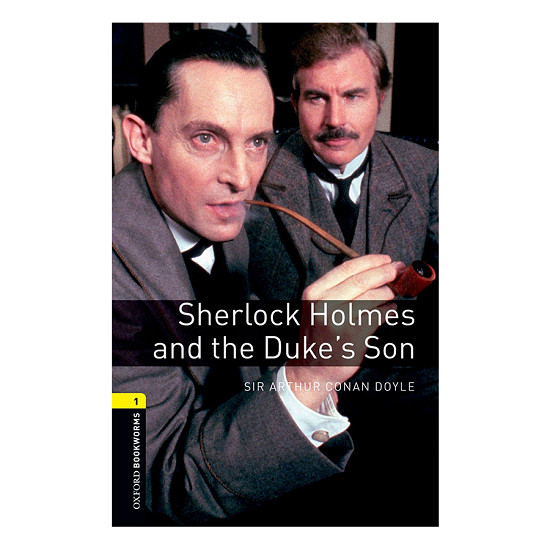 Sherlock Holmes
and the Duke's Son
SIR ARTHUR CONAN DOYLE
1
OXFORD BOOKWORMS